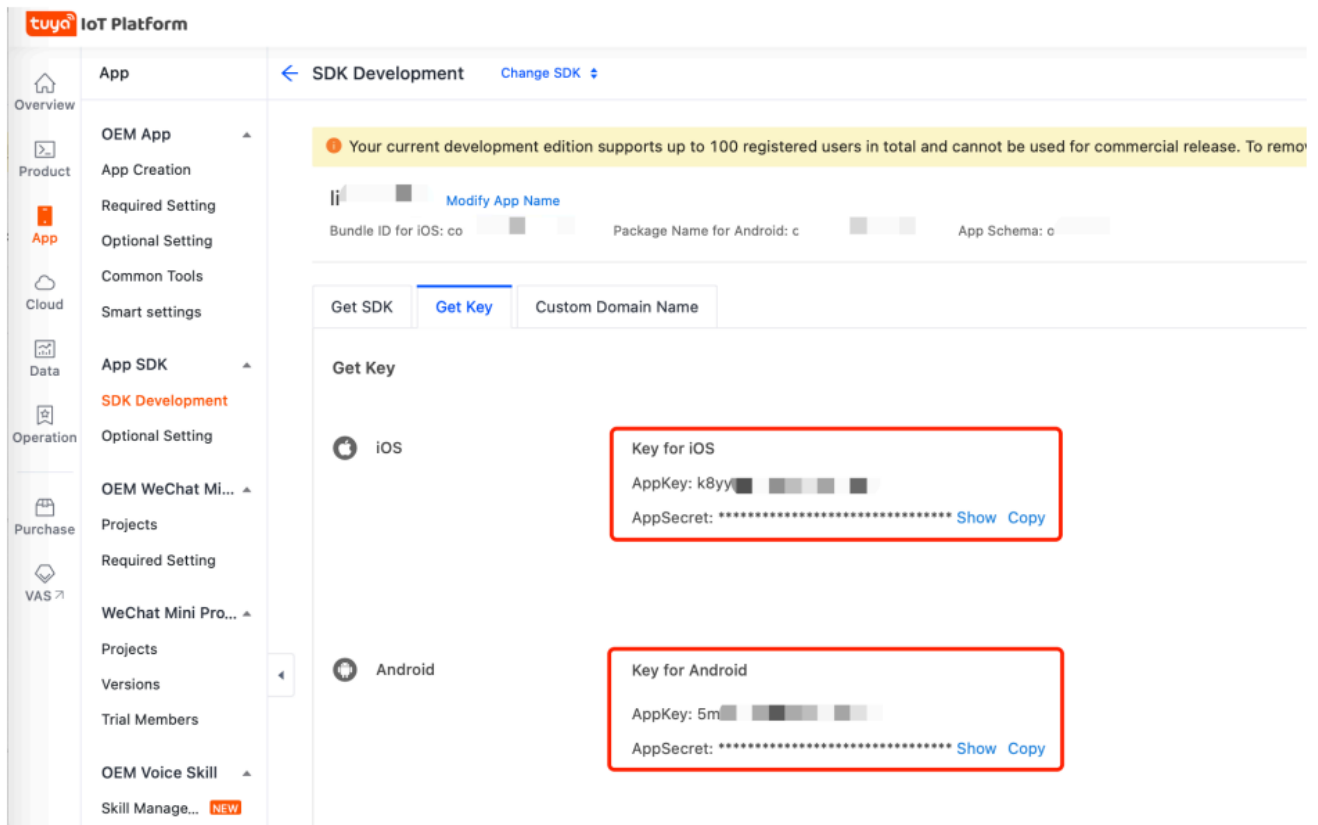 tuya IoT Platform
Overview
Product
App
Cloud
Data
Operation
Purchase
VAS
App
OEM App
App Creation
Required Setting
Optional Setting
Common Tools
Smart settings
App SDK
SDK Development
Optional Setting
OEM WeChat Mi...
Projects
Required Setting
WeChat Mini Pro...
Projects
Versions
Trial Members
OEM Voice Skill
Skill Manage... NEW
SDK Development Change SDK
Your current development edition supports up to 100 registered users in total and cannot be used for commercial release. To remo
li Modify App Name
Bundle ID for iOS: co Package Name for Android: c App Schema: c
Get SDK Get Key Custom Domain Name
Get Key
iOS
Key for iOS
AppKey: k8yy
AppSecret: ******************************** Show Copy
Android
Key for Android
AppKey: 5m
AppSecret: ******************************** Show Copy